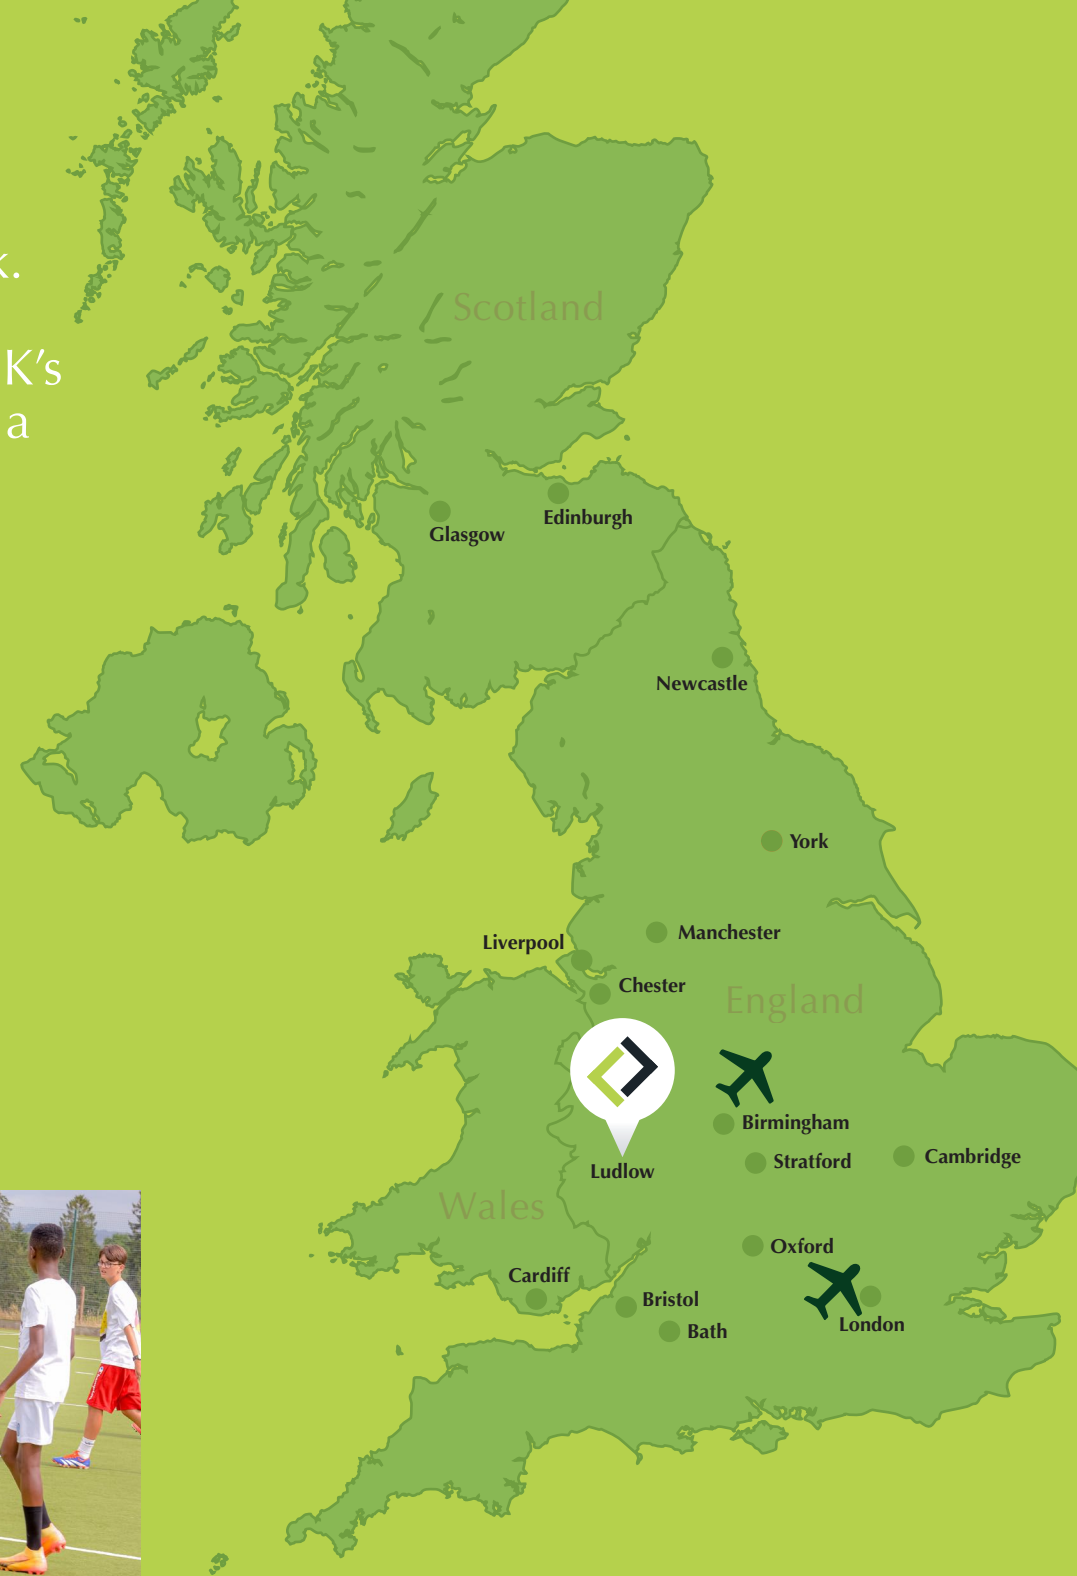 k.
K’s
a
Scotland
Edinburgh
Glasgow
Newcastle
York
Manchester
Liverpool
Chester
England
Birmingham
Stratford
Cambridge
Ludlow
Wales
Oxford
Cardiff
Bristol
London
Bath